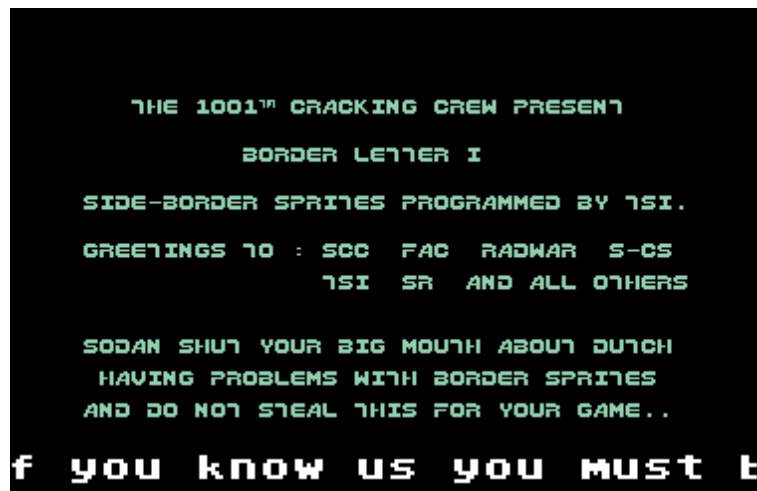 THE 1001TM CRACKING CREW PRESENT
BORDER LETTER I
SIDE-BORDER SPRITES PROGRAMMED BY TSI.
GREETINGS TO : SCC FAC RADWAR S-CS
TSI SR AND ALL OTHERS
SODAN SHUT YOUR BIG MOUTH ABOUT DUTCH
HAVING PROBLEMS WITH BORDER SPRITES
AND DO NOT STEAL THIS FOR YOUR GAME..
f you know us you must